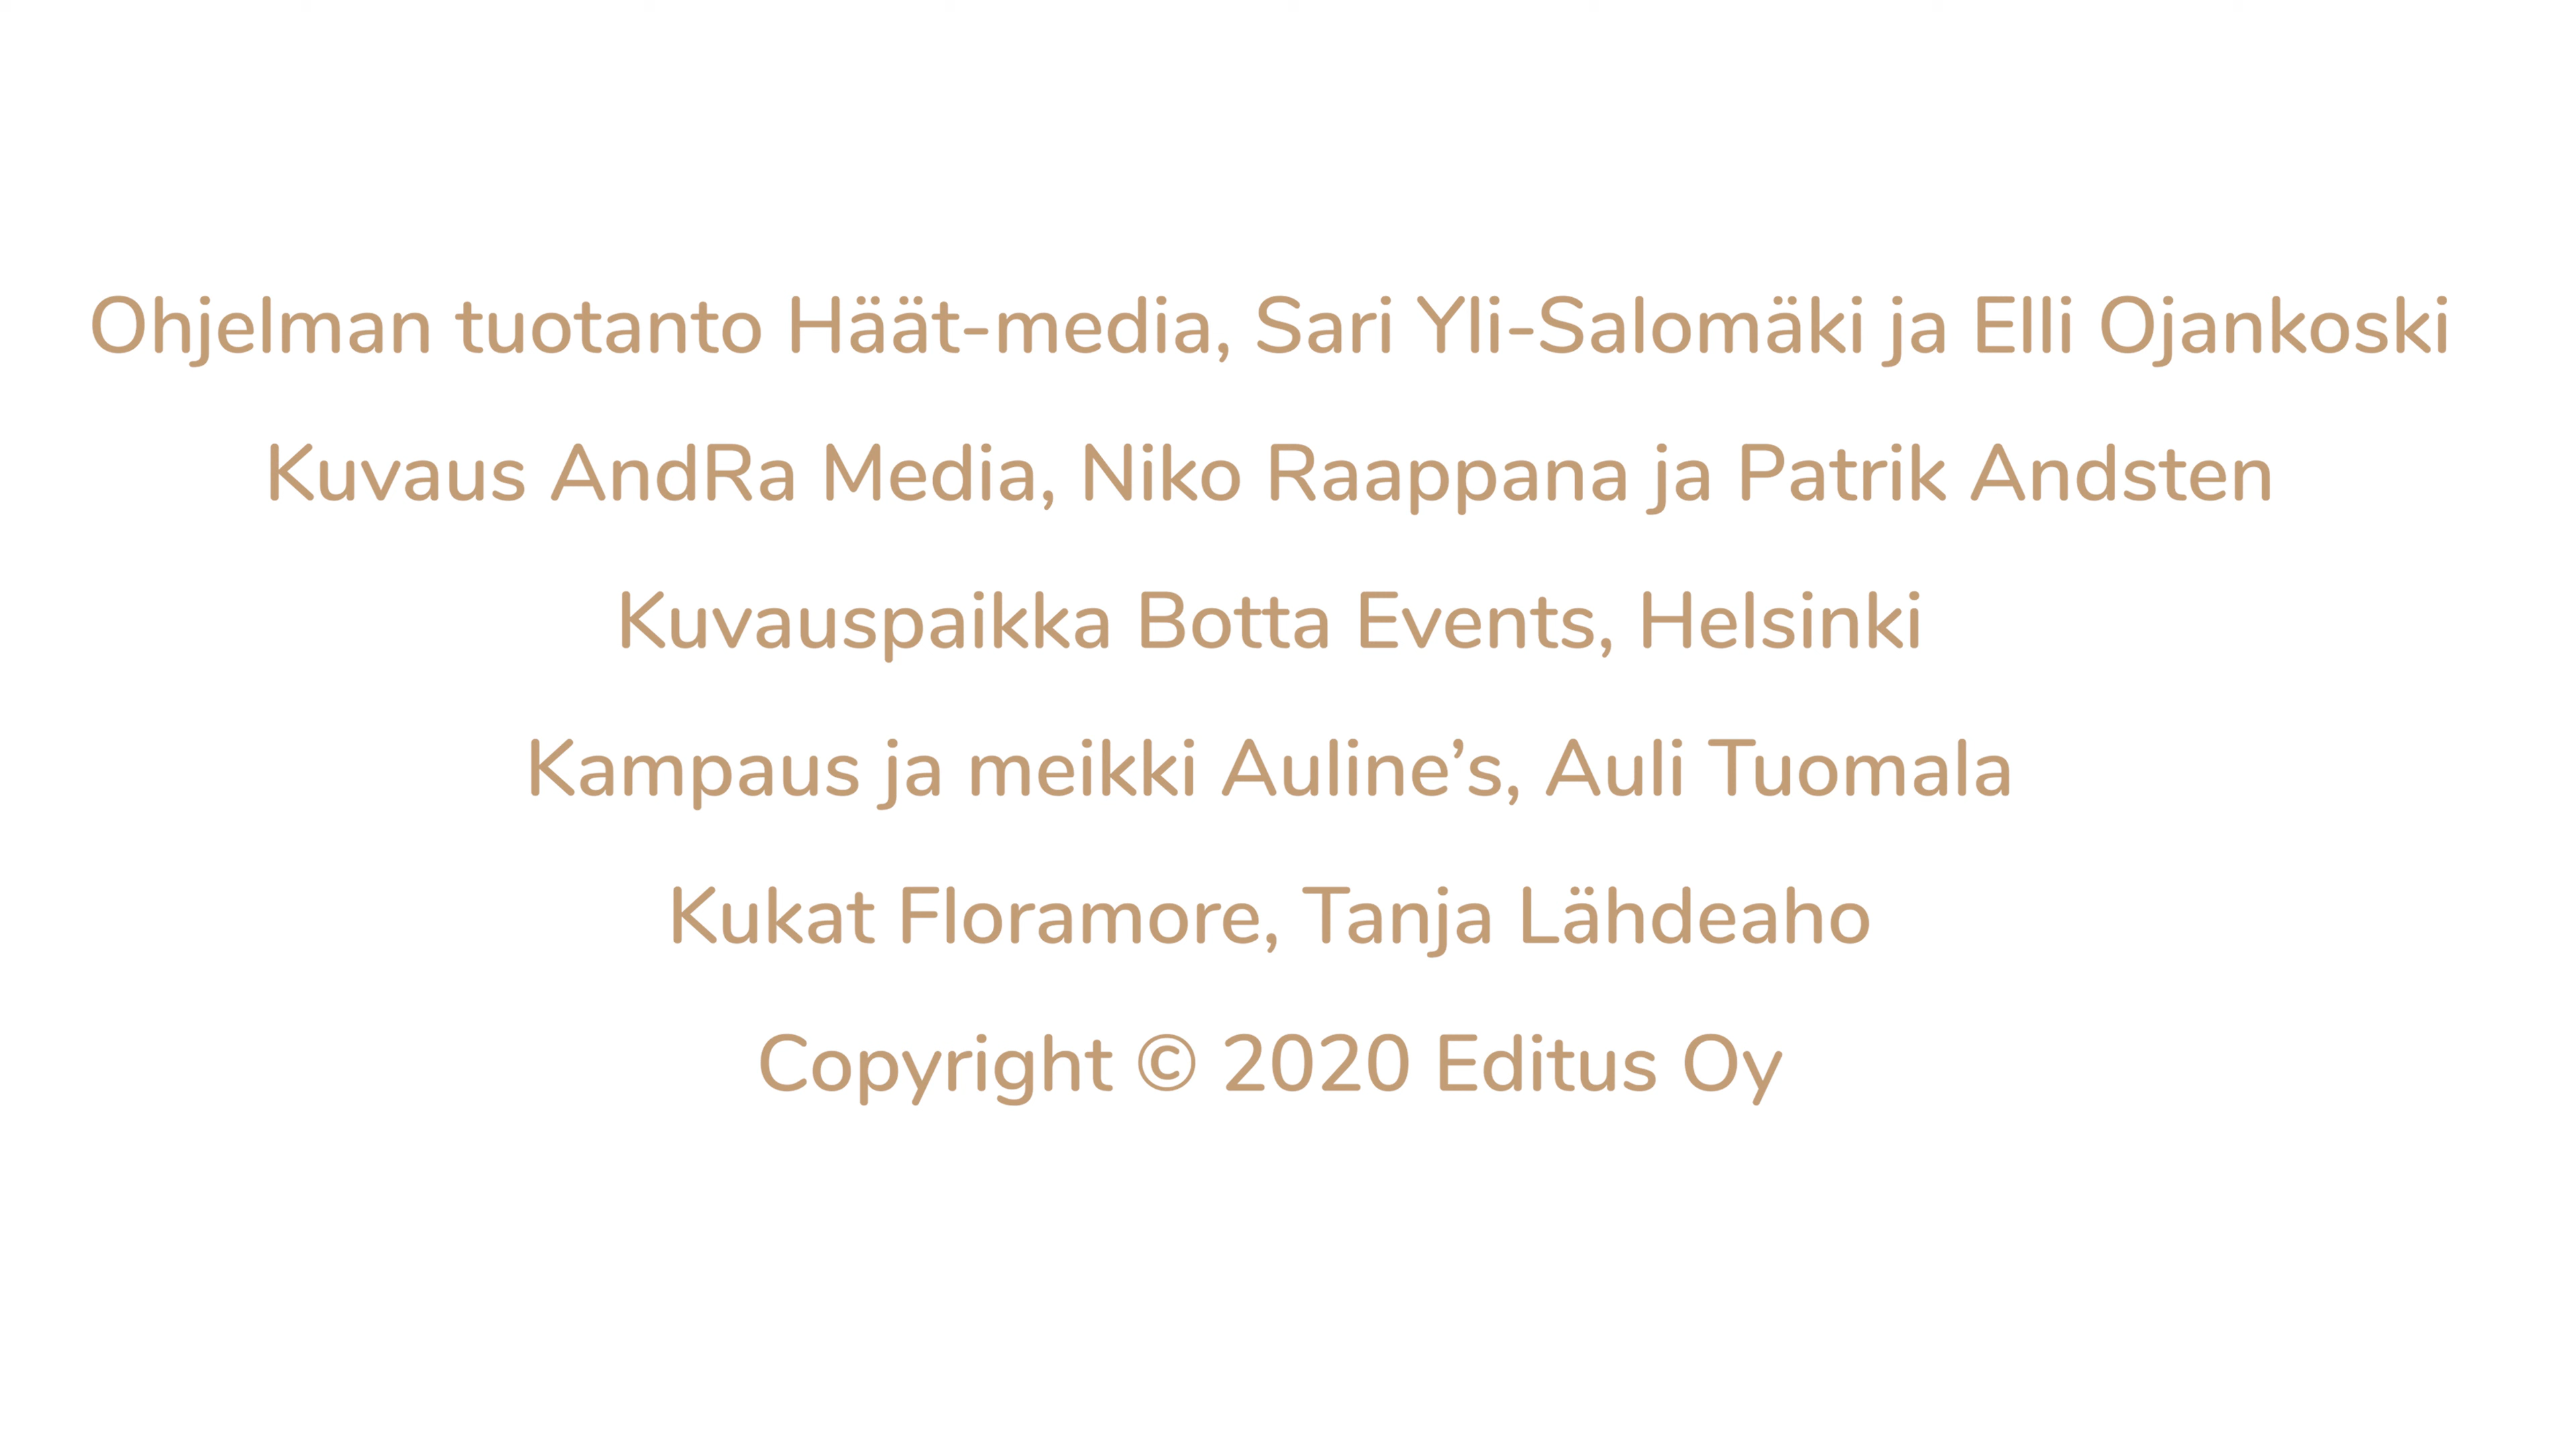 Ohjelman tuotanto Häät-media, Sari Yli-Salomäki ja Elli Ojankoski
Kuvaus AndRa Media, Niko Raappana ja Patrik Andsten
Kuvauspaikka Botta Events, Helsinki
Kampaus ja meikki Auline’s, Auli Tuomala
Kukat Floramore, Tanja Lähdeaho
Copyright © 2020 Editus Oy